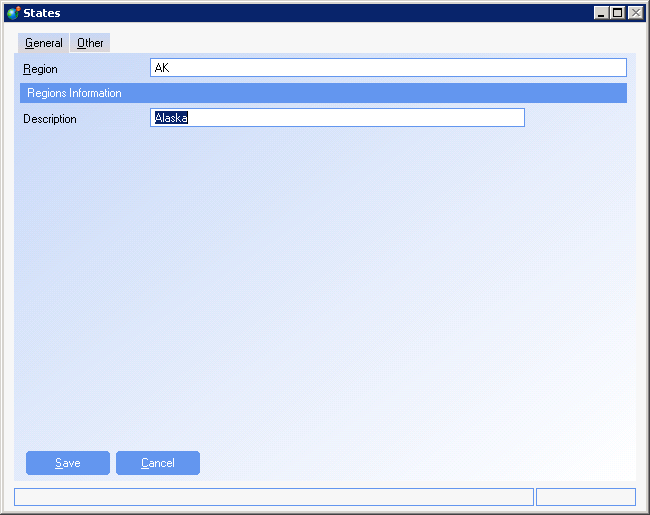 States
General Other
Region AK
Regions Information
Description Alaska
Save Cancel